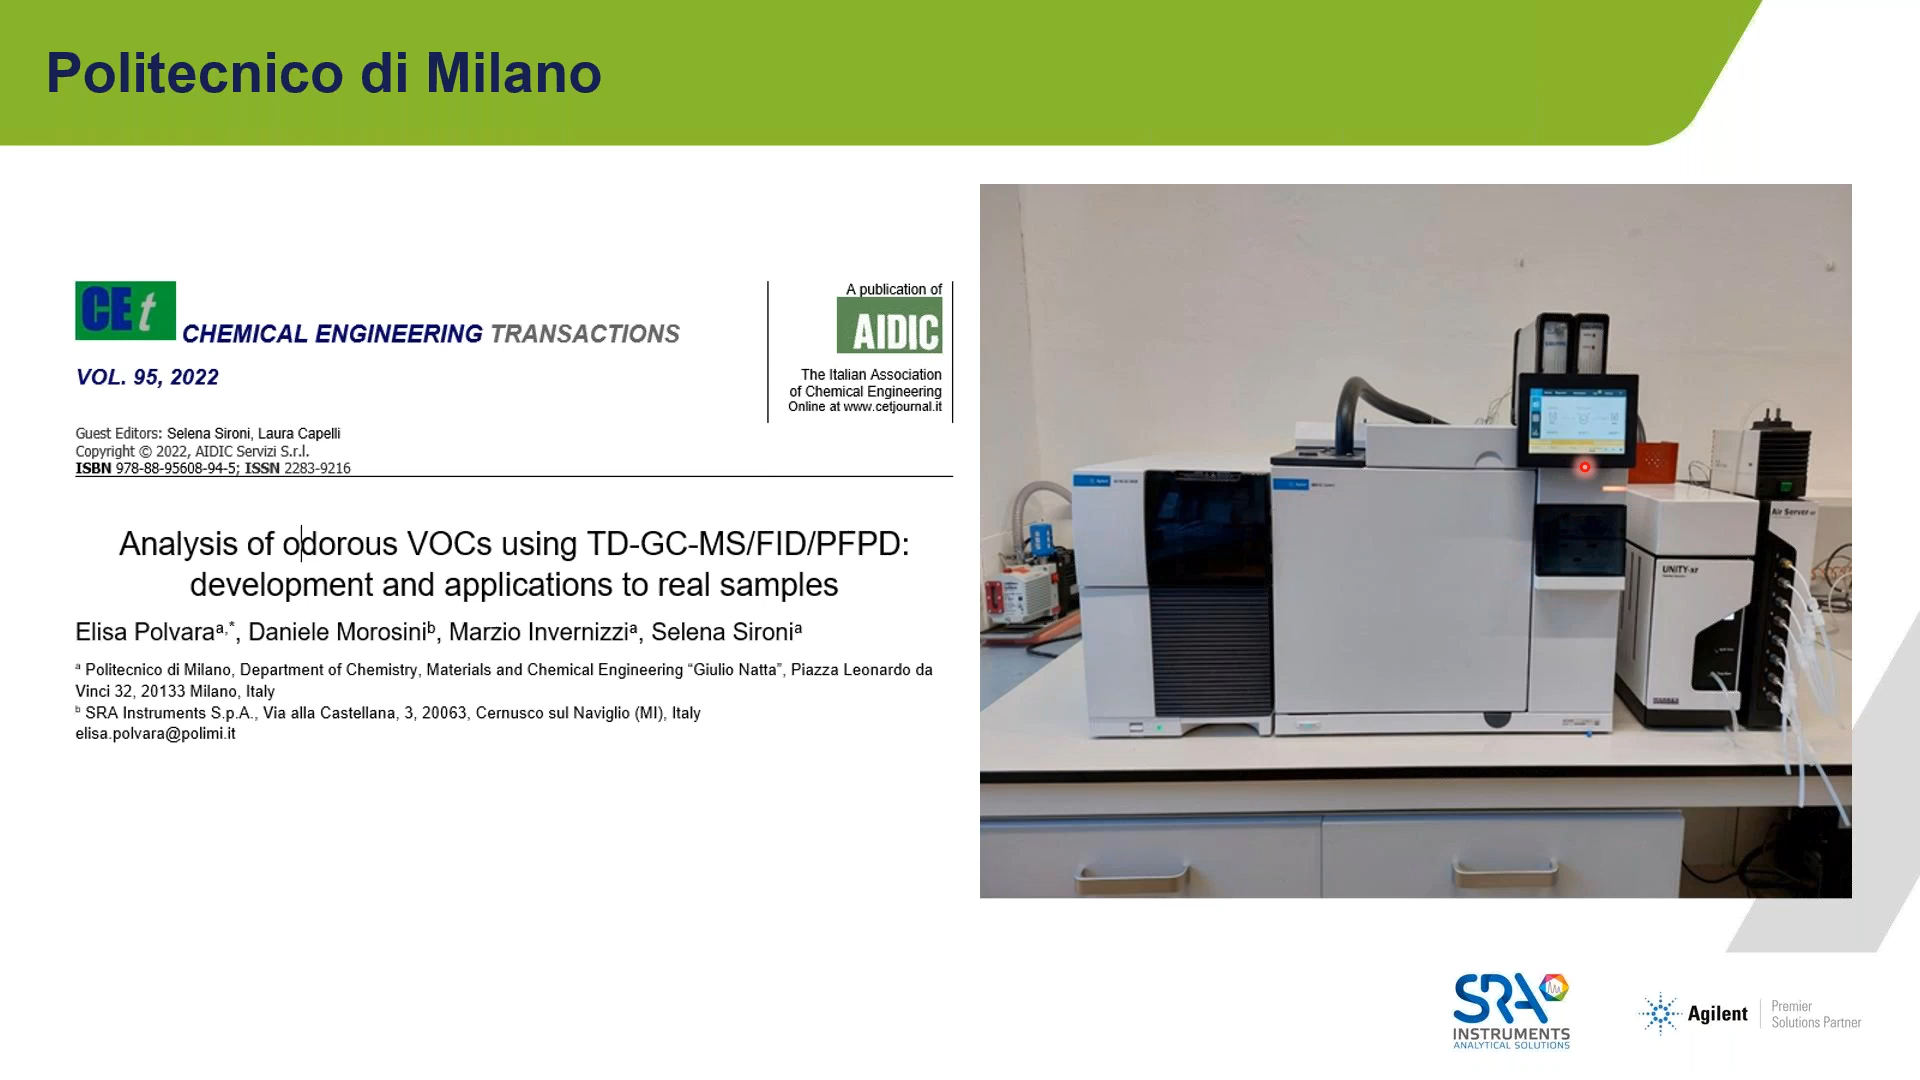 Politecnico di Milano
CEt
CHEMICAL ENGINEERING TRANSACTIONS
VOL. 95, 2022
A publication of
AIDIC
The Italian Association
of Chemical Engineering
Online at www.cetjournal.it
Guest Editors: Selena Sironi, Laura Capelli
Copyright © 2022, AIDIC Servizi S.r.l.
ISBN 978-88-95608-94-5; ISSN 2283-9216
Analysis of odorous VOCs using TD-GC-MS/FID/PFPD:
development and applications to real samples
Elisa Polvaraᵃ,*, Daniele Morosiniᵇ, Marzio Invernizziᵃ, Selena Sironiᵃ
ᵃ Politecnico di Milano, Department of Chemistry, Materials and Chemical Engineering “Giulio Natta”, Piazza Leonardo da
Vinci 32, 20133 Milano, Italy
ᵇ SRA Instruments S.p.A., Via alla Castellana, 3, 20063, Cernusco sul Naviglio (MI), Italy
elisa.polvara@polimi.it
Agilent
Agilent
Air Server-xr
UNITY-xr
MARKES
SRA
INSTRUMENTS
ANALYTICAL SOLUTIONS
Agilent
Premier
Solutions Partner